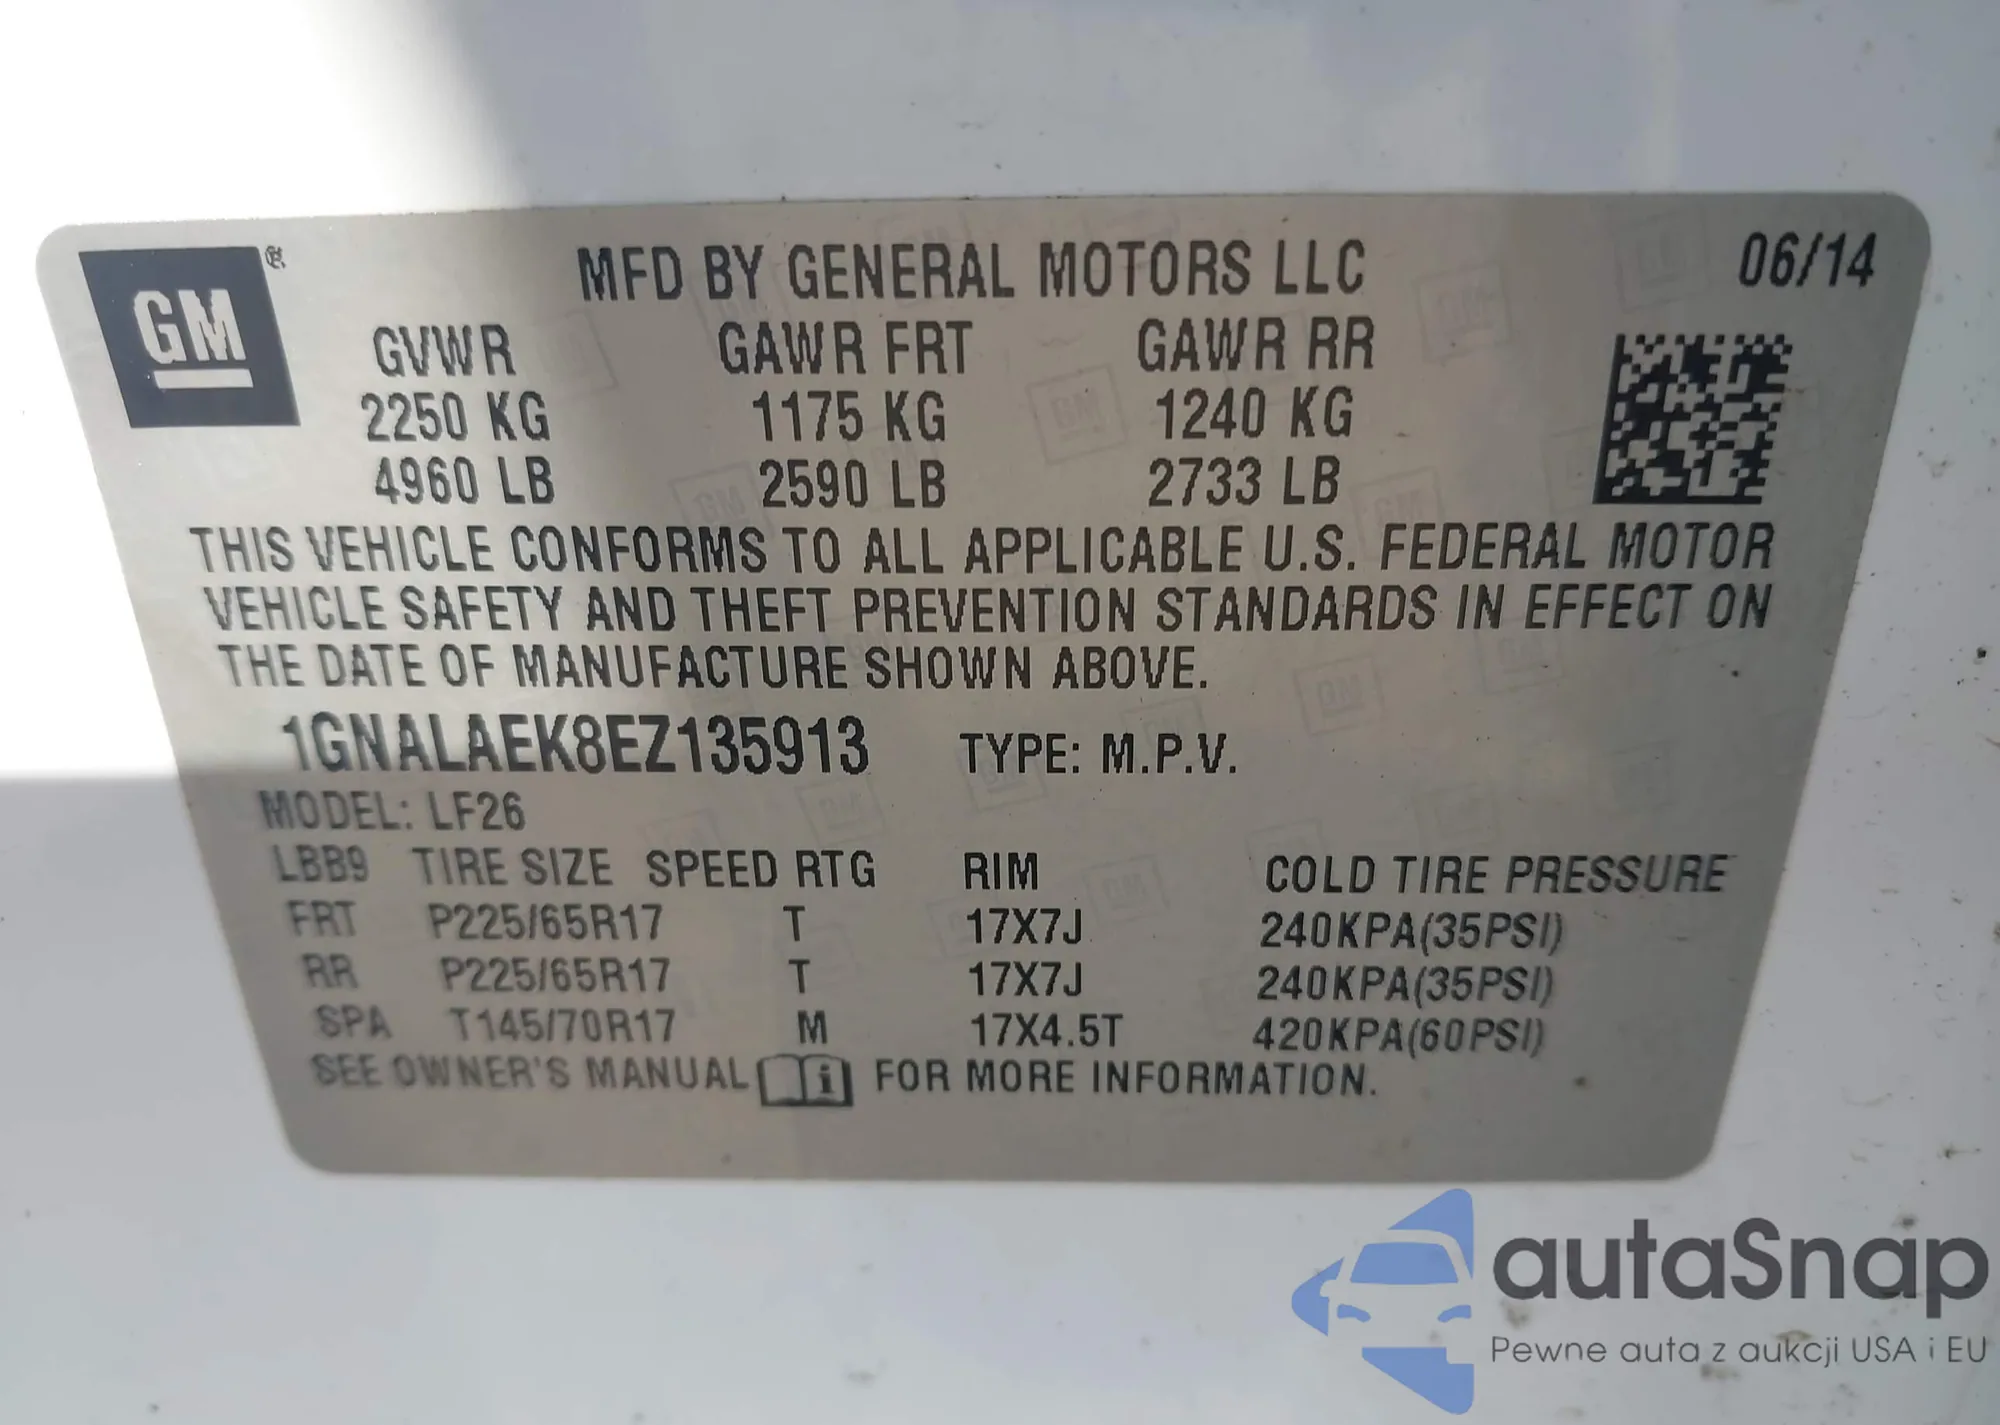 GM
MFD BY GENERAL MOTORS LLC 06/14
GVWR GAWR FRT GAWR RR
2250 KG 1175 KG 1240 KG
4960 LB 2590 LB 2733 LB
THIS VEHICLE CONFORMS TO ALL APPLICABLE U.S. FEDERAL MOTOR
VEHICLE SAFETY AND THEFT PREVENTION STANDARDS IN EFFECT ON
THE DATE OF MANUFACTURE SHOWN ABOVE.
1GNALAEK8EZ135913 TYPE: M.P.V.
MODEL: LF26
LBB9 TIRE SIZE SPEED RTG RIM COLD TIRE PRESSURE
FRT P225/65R17 T 17X7J 240KPA(35PSI)
RR P225/65R17 T 17X7J 240KPA(35PSI)
SPA T145/70R17 M 17X4.5T 420KPA(60PSI)
SEE OWNER'S MANUAL i FOR MORE INFORMATION.
autaSnap
Pewne auta z aukcji USA i EU